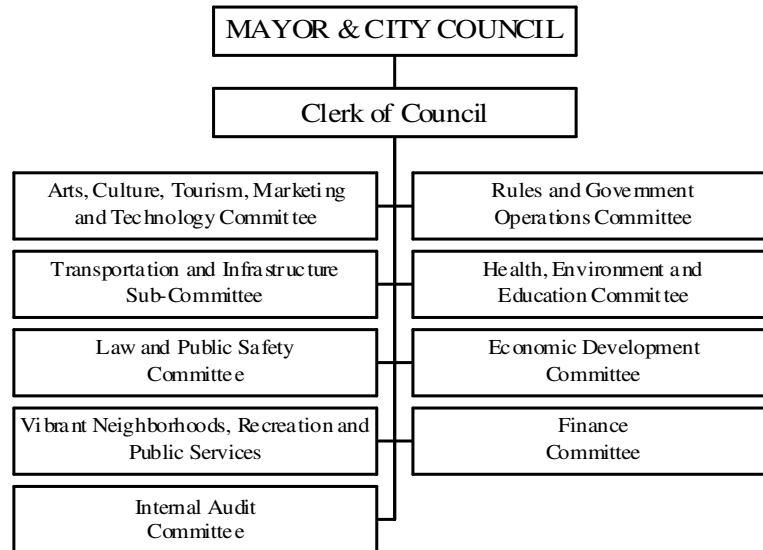 MAYOR & CITY COUNCIL
Clerk of Council
Arts, Culture, Tourism, Marketing
and Technology Committee
Rules and Government
Operations Committee
Transportation and Infrastructure
Sub-Committee
Health, Environment and
Education Committee
Law and Public Safety
Committee
Economic Development
Committee
Vibrant Neighborhoods, Recreation and
Public Services
Finance
Committee
Internal Audit
Committee